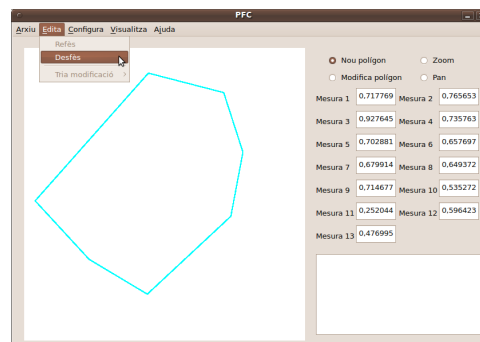 PFC
Arxiu Edita Configura Visualitza Ajuda
Refés
Desfés
Tria modificació
Nou polígon Zoom
Modifica polígon Pan
Mesura 1 0,717769 Mesura 2 0,765653
Mesura 3 0,927645 Mesura 4 0,735763
Mesura 5 0,702881 Mesura 6 0,657697
Mesura 7 0,679914 Mesura 8 0,649372
Mesura 9 0,714677 Mesura 10 0,535272
Mesura 11 0,252044 Mesura 12 0,596423
Mesura 13 0,476995